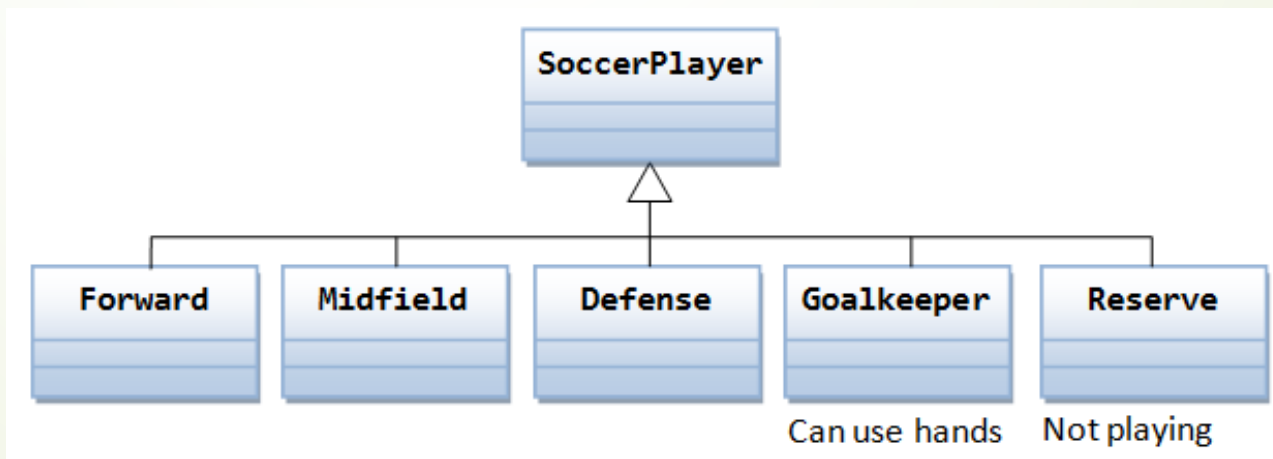 SoccerPlayer
Forward Midfield Defense Goalkeeper Reserve
Can use hands Not playing